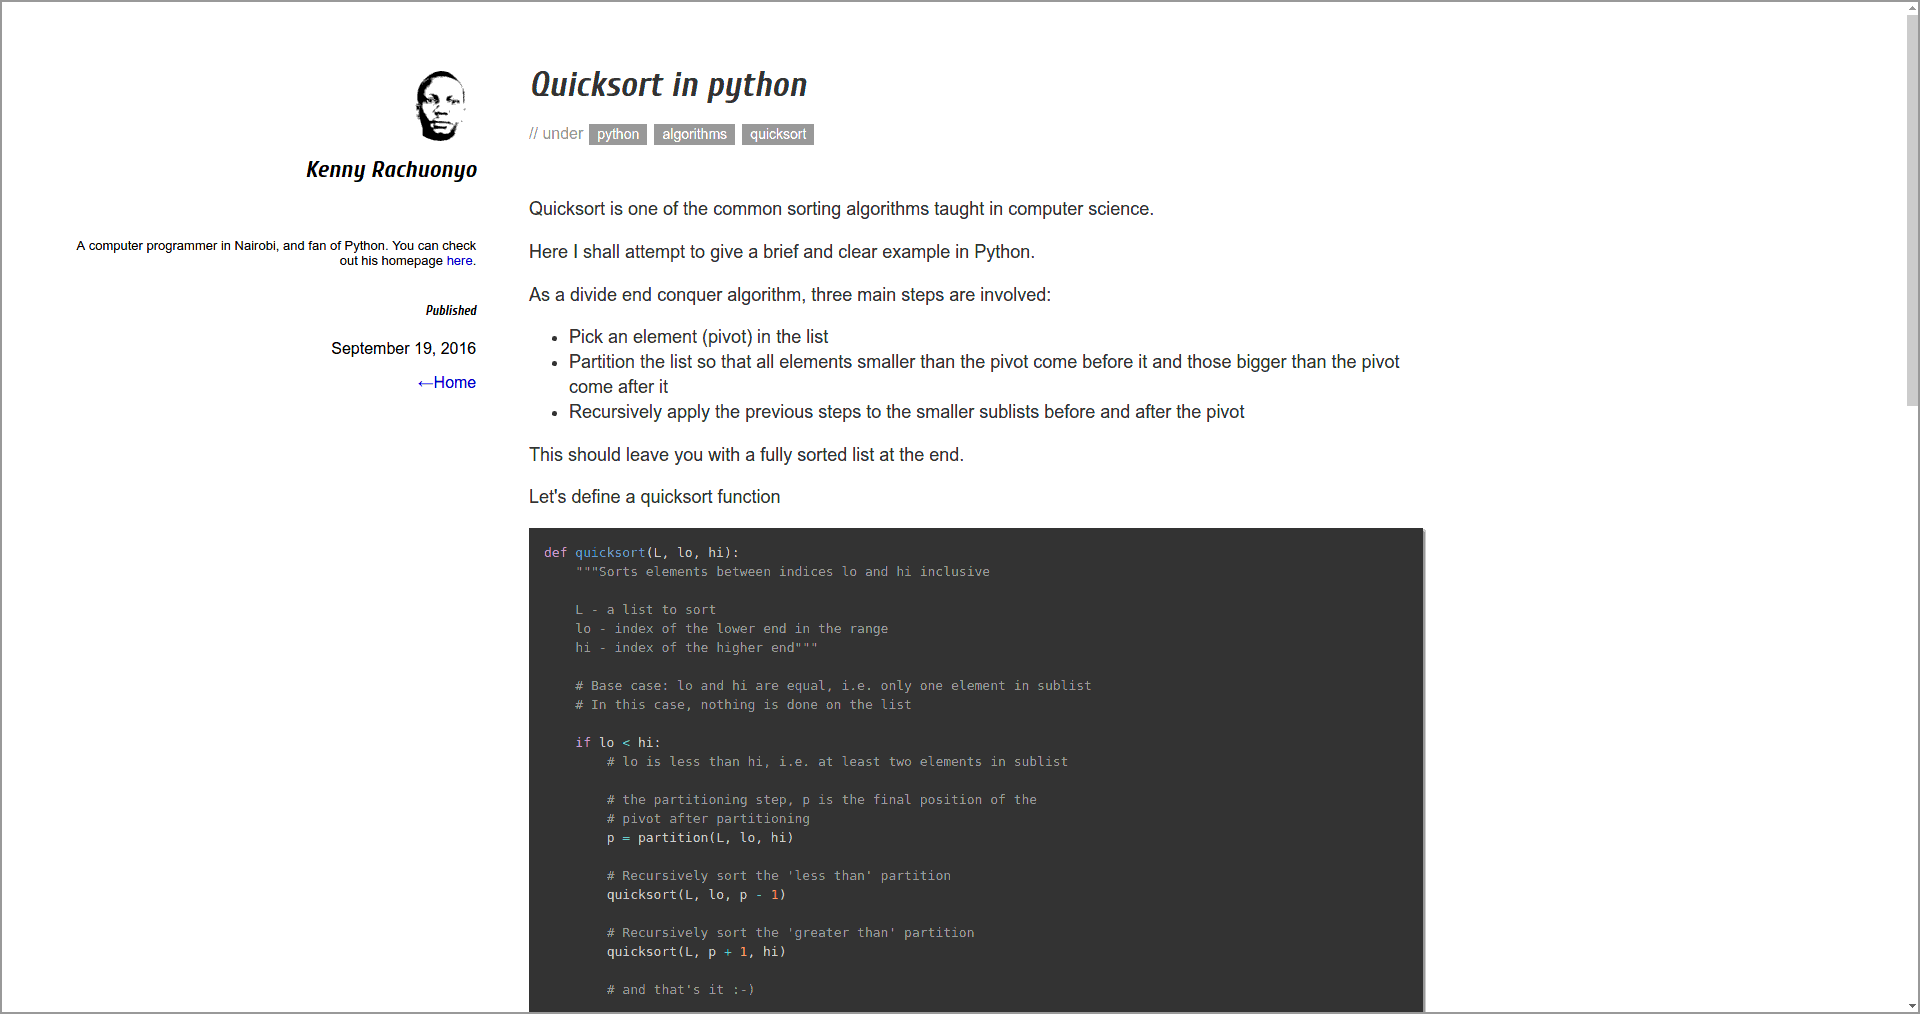 Kenny Rachuonyo
A computer programmer in Nairobi, and fan of Python. You can check
out his homepage here.
Published
September 19, 2016
←Home
Quicksort in python
// under python algorithms quicksort
Quicksort is one of the common sorting algorithms taught in computer science.
Here I shall attempt to give a brief and clear example in Python.
As a divide end conquer algorithm, three main steps are involved:
• Pick an element (pivot) in the list
• Partition the list so that all elements smaller than the pivot come before it and those bigger than the pivot
come after it
• Recursively apply the previous steps to the smaller sublists before and after the pivot
This should leave you with a fully sorted list at the end.
Let's define a quicksort function
def quicksort(L, lo, hi):
    """Sorts elements between indices lo and hi inclusive
    L - a list to sort
    lo - index of the lower end in the range
    hi - index of the higher end"""
    # Base case: lo and hi are equal, i.e. only one element in sublist
    # In this case, nothing is done on the list
    if lo < hi:
        # lo is less than hi, i.e. at least two elements in sublist
        # the partitioning step, p is the final position of the
        # pivot after partitioning
        p = partition(L, lo, hi)
        # Recursively sort the 'less than' partition
        quicksort(L, lo, p - 1)
        # Recursively sort the 'greater than' partition
        quicksort(L, p + 1, hi)
        # and that's it :-)